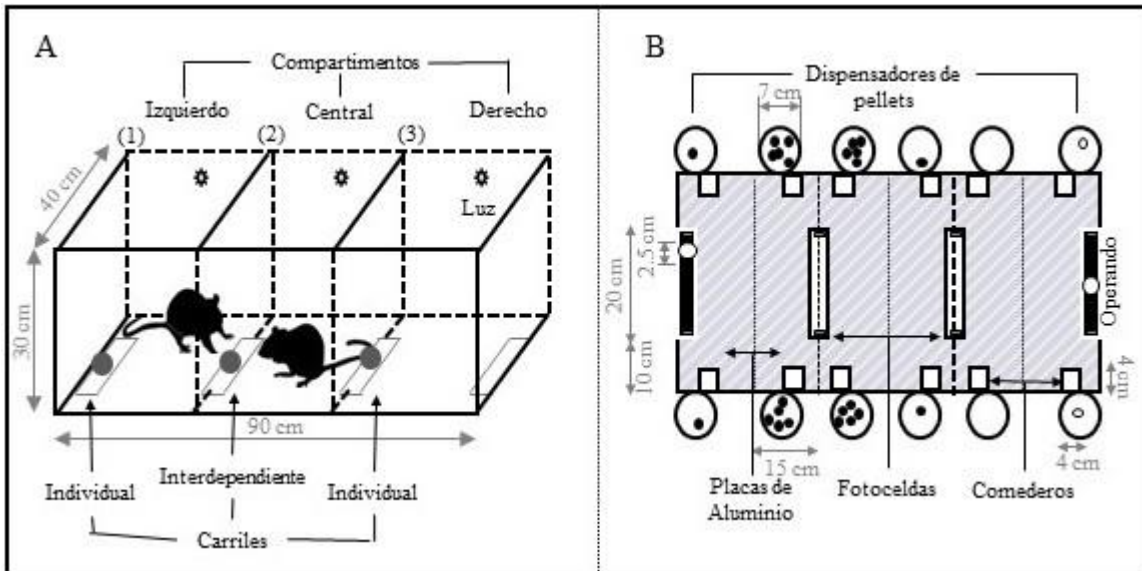 A
Compartimentos
Izquierdo
Central
Derecho
(1)
(2)
(3)
40 cm
Luz
30 cm
90 cm
Individual
Interdependiente
Individual
Carriles
B
Dispensadores de
pellets
7 cm
2.5 cm
20 cm
10 cm
Operando
4 cm
15 cm
4 cm
Placas de
Aluminio
Fotoceldas
Comederos